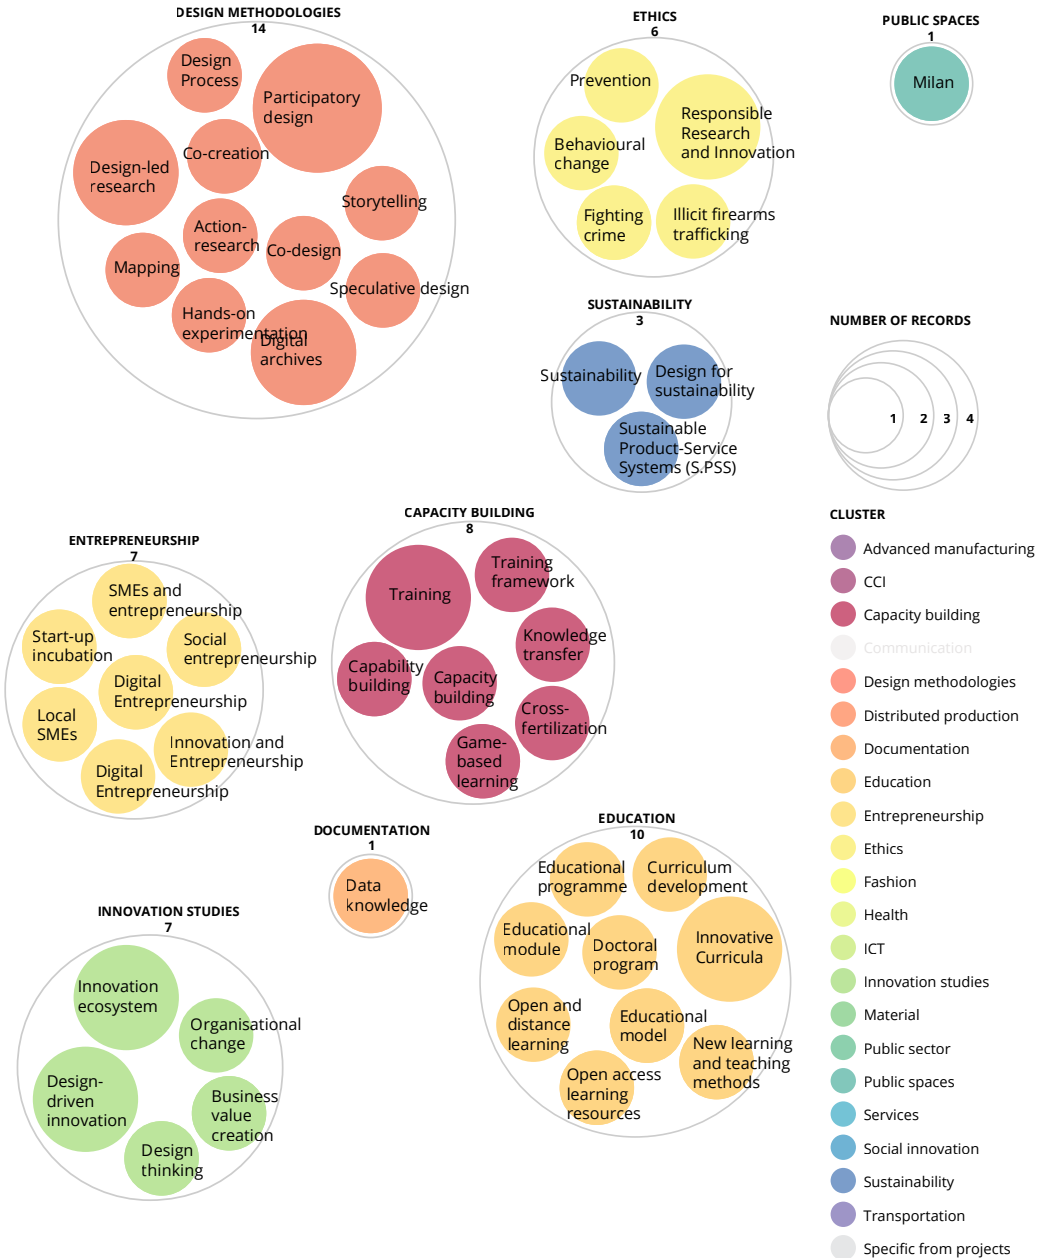 DESIGN METHODOLOGIES
14
Design
Process
Participatory
design
Design-led
research
Co-creation
Storytelling
Action-
research
Co-design
Mapping
Speculative design
Hands-on
experimentation
Digital
archives
ETHICS
6
Prevention
Responsible
Research
and Innovation
Behavioural
change
Fighting
crime
Illicit firearms
trafficking
PUBLIC SPACES
1
Milan
SUSTAINABILITY
3
Sustainability
Design for
sustainability
Sustainable
Product-Service
Systems (S.PSS)
NUMBER OF RECORDS
1 2 3 4
ENTREPRENEURSHIP
7
SMEs and
entrepreneurship
Start-up
incubation
Social
entrepreneurship
Digital
Entrepreneurship
Local
SMEs
Innovation and
Entrepreneurship
Digital
Entrepreneurship
CAPACITY BUILDING
8
Training
Training
framework
Knowledge
transfer
Capability
building
Capacity
building
Cross-
fertilization
Game-
based
learning
DOCUMENTATION
1
Data
knowledge
EDUCATION
10
Educational
programme
Curriculum
development
Educational
module
Doctoral
program
Innovative
Curricula
Open and
distance
learning
Educational
model
New learning
and teaching
methods
Open access
learning
resources
INNOVATION STUDIES
7
Innovation
ecosystem
Organisational
change
Design-
driven
innovation
Business
value
creation
Design
thinking
CLUSTER
Advanced manufacturing
CCI
Capacity building
Communication
Design methodologies
Distributed production
Documentation
Education
Entrepreneurship
Ethics
Fashion
Health
ICT
Innovation studies
Material
Public sector
Public spaces
Services
Social innovation
Sustainability
Transportation
Specific from projects